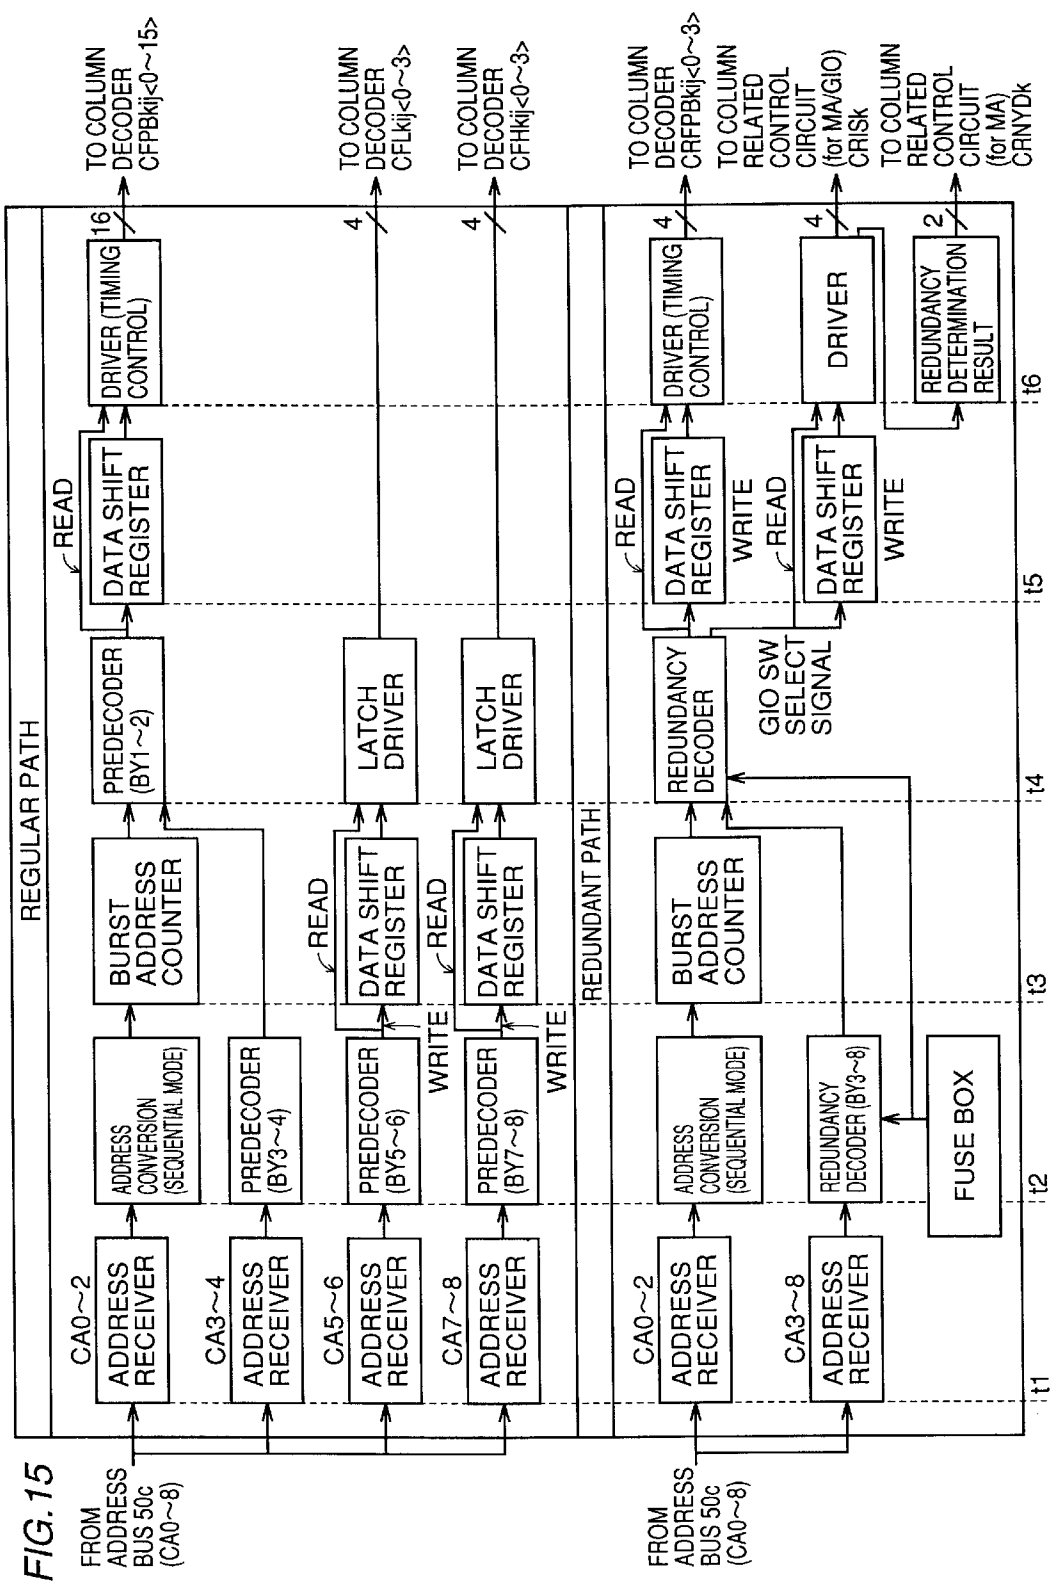 FIG.15
REGULAR PATH
FROM
ADDRESS
BUS 50c
(CA0~8)
CA0~2
ADDRESS
RECEIVER
ADDRESS
CONVERSION
(SEQUENTIAL MODE)
BURST
ADDRESS
COUNTER
PREDECODER
(BY1~2)
READ
DATA SHIFT
REGISTER
DRIVER (TIMING
CONTROL)
16
TO COLUMN
DECODER
CFPBkij<0~15>
CA3~4
ADDRESS
RECEIVER
PREDECODER
(BY3~4)
CA5~6
ADDRESS
RECEIVER
PREDECODER
(BY5~6)
WRITE
READ
DATA SHIFT
REGISTER
LATCH
DRIVER
4
TO COLUMN
DECODER
CFLkij<0~3>
CA7~8
ADDRESS
RECEIVER
PREDECODER
(BY7~8)
WRITE
READ
DATA SHIFT
REGISTER
LATCH
DRIVER
4
TO COLUMN
DECODER
CFHkij<0~3>
REDUNDANT PATH
FROM
ADDRESS
BUS 50c
(CA0~8)
CA0~2
ADDRESS
RECEIVER
ADDRESS
CONVERSION
(SEQUENTIAL MODE)
BURST
ADDRESS
COUNTER
REDUNDANCY
DECODER
READ
DATA SHIFT
REGISTER
WRITE
DRIVER (TIMING
CONTROL)
4
TO COLUMN
DECODER
CRFPBkij<0~3>
CA3~8
ADDRESS
RECEIVER
REDUNDANCY
DECODER (BY3~8)
FUSE BOX
GIO SW
SELECT
SIGNAL
READ
DATA SHIFT
REGISTER
WRITE
DRIVER
4
TO COLUMN
RELATED
CONTROL
CIRCUIT
(for MA/GIO)
CRISk
REDUNDANCY
DETERMINATION
RESULT
2
TO COLUMN
RELATED
CONTROL
CIRCUIT
(for MA)
CRNYDk
t1
t2
t3
t4
t5
t6